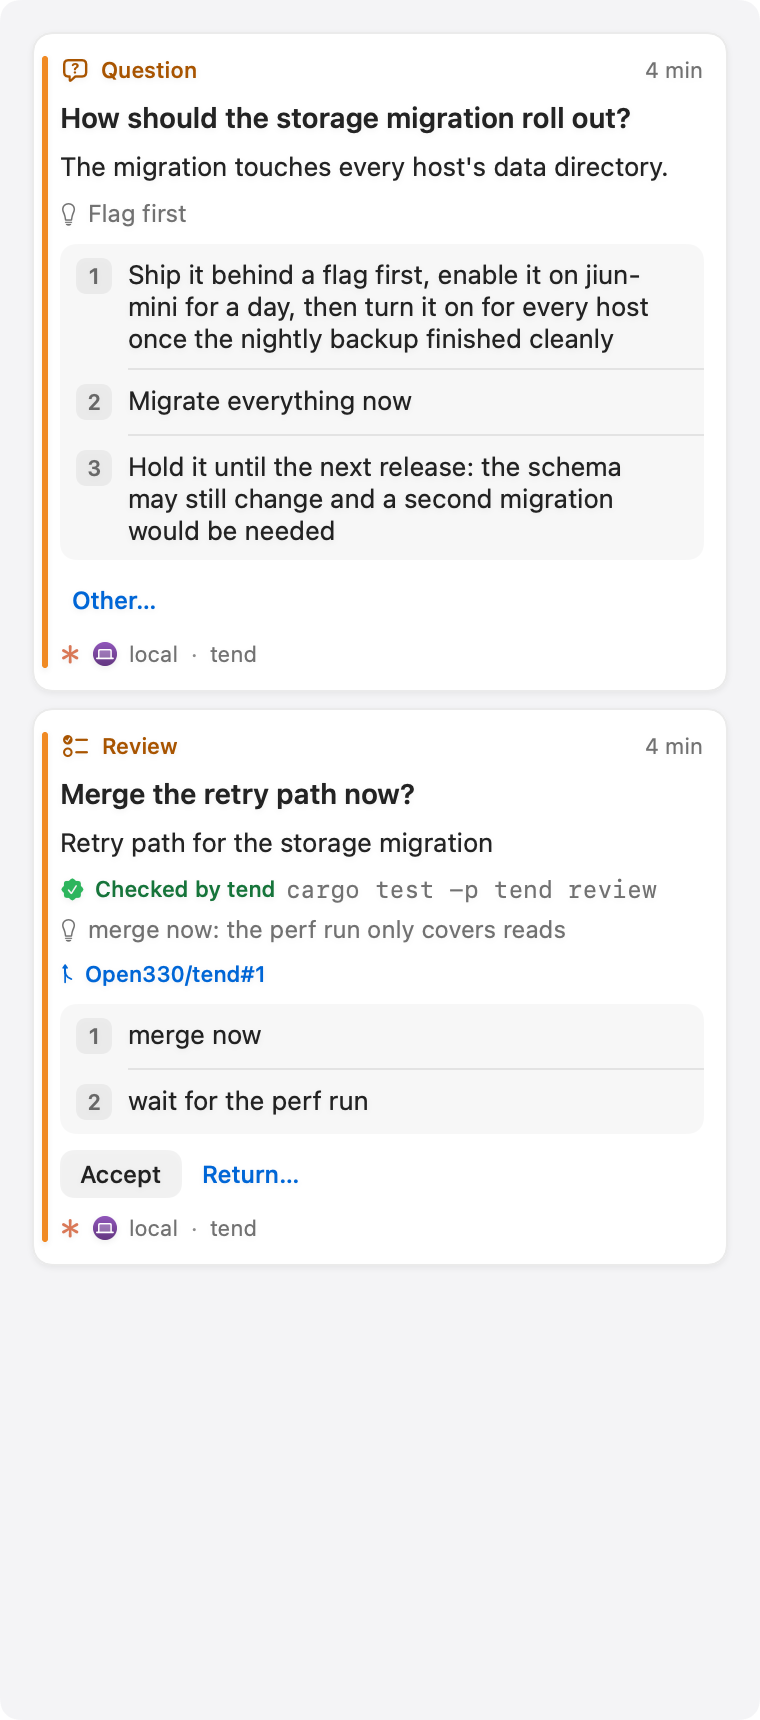 Question
4 min
How should the storage migration roll out?
The migration touches every host's data directory.
Flag first
1 Ship it behind a flag first, enable it on jiun-
mini for a day, then turn it on for every host
once the nightly backup finished cleanly
2 Migrate everything now
3 Hold it until the next release: the schema
may still change and a second migration
would be needed
Other...
local · tend
Review
4 min
Merge the retry path now?
Retry path for the storage migration
Checked by tend cargo test –p tend review
merge now: the perf run only covers reads
Open330/tend#1
1 merge now
2 wait for the perf run
Accept Return...
local · tend